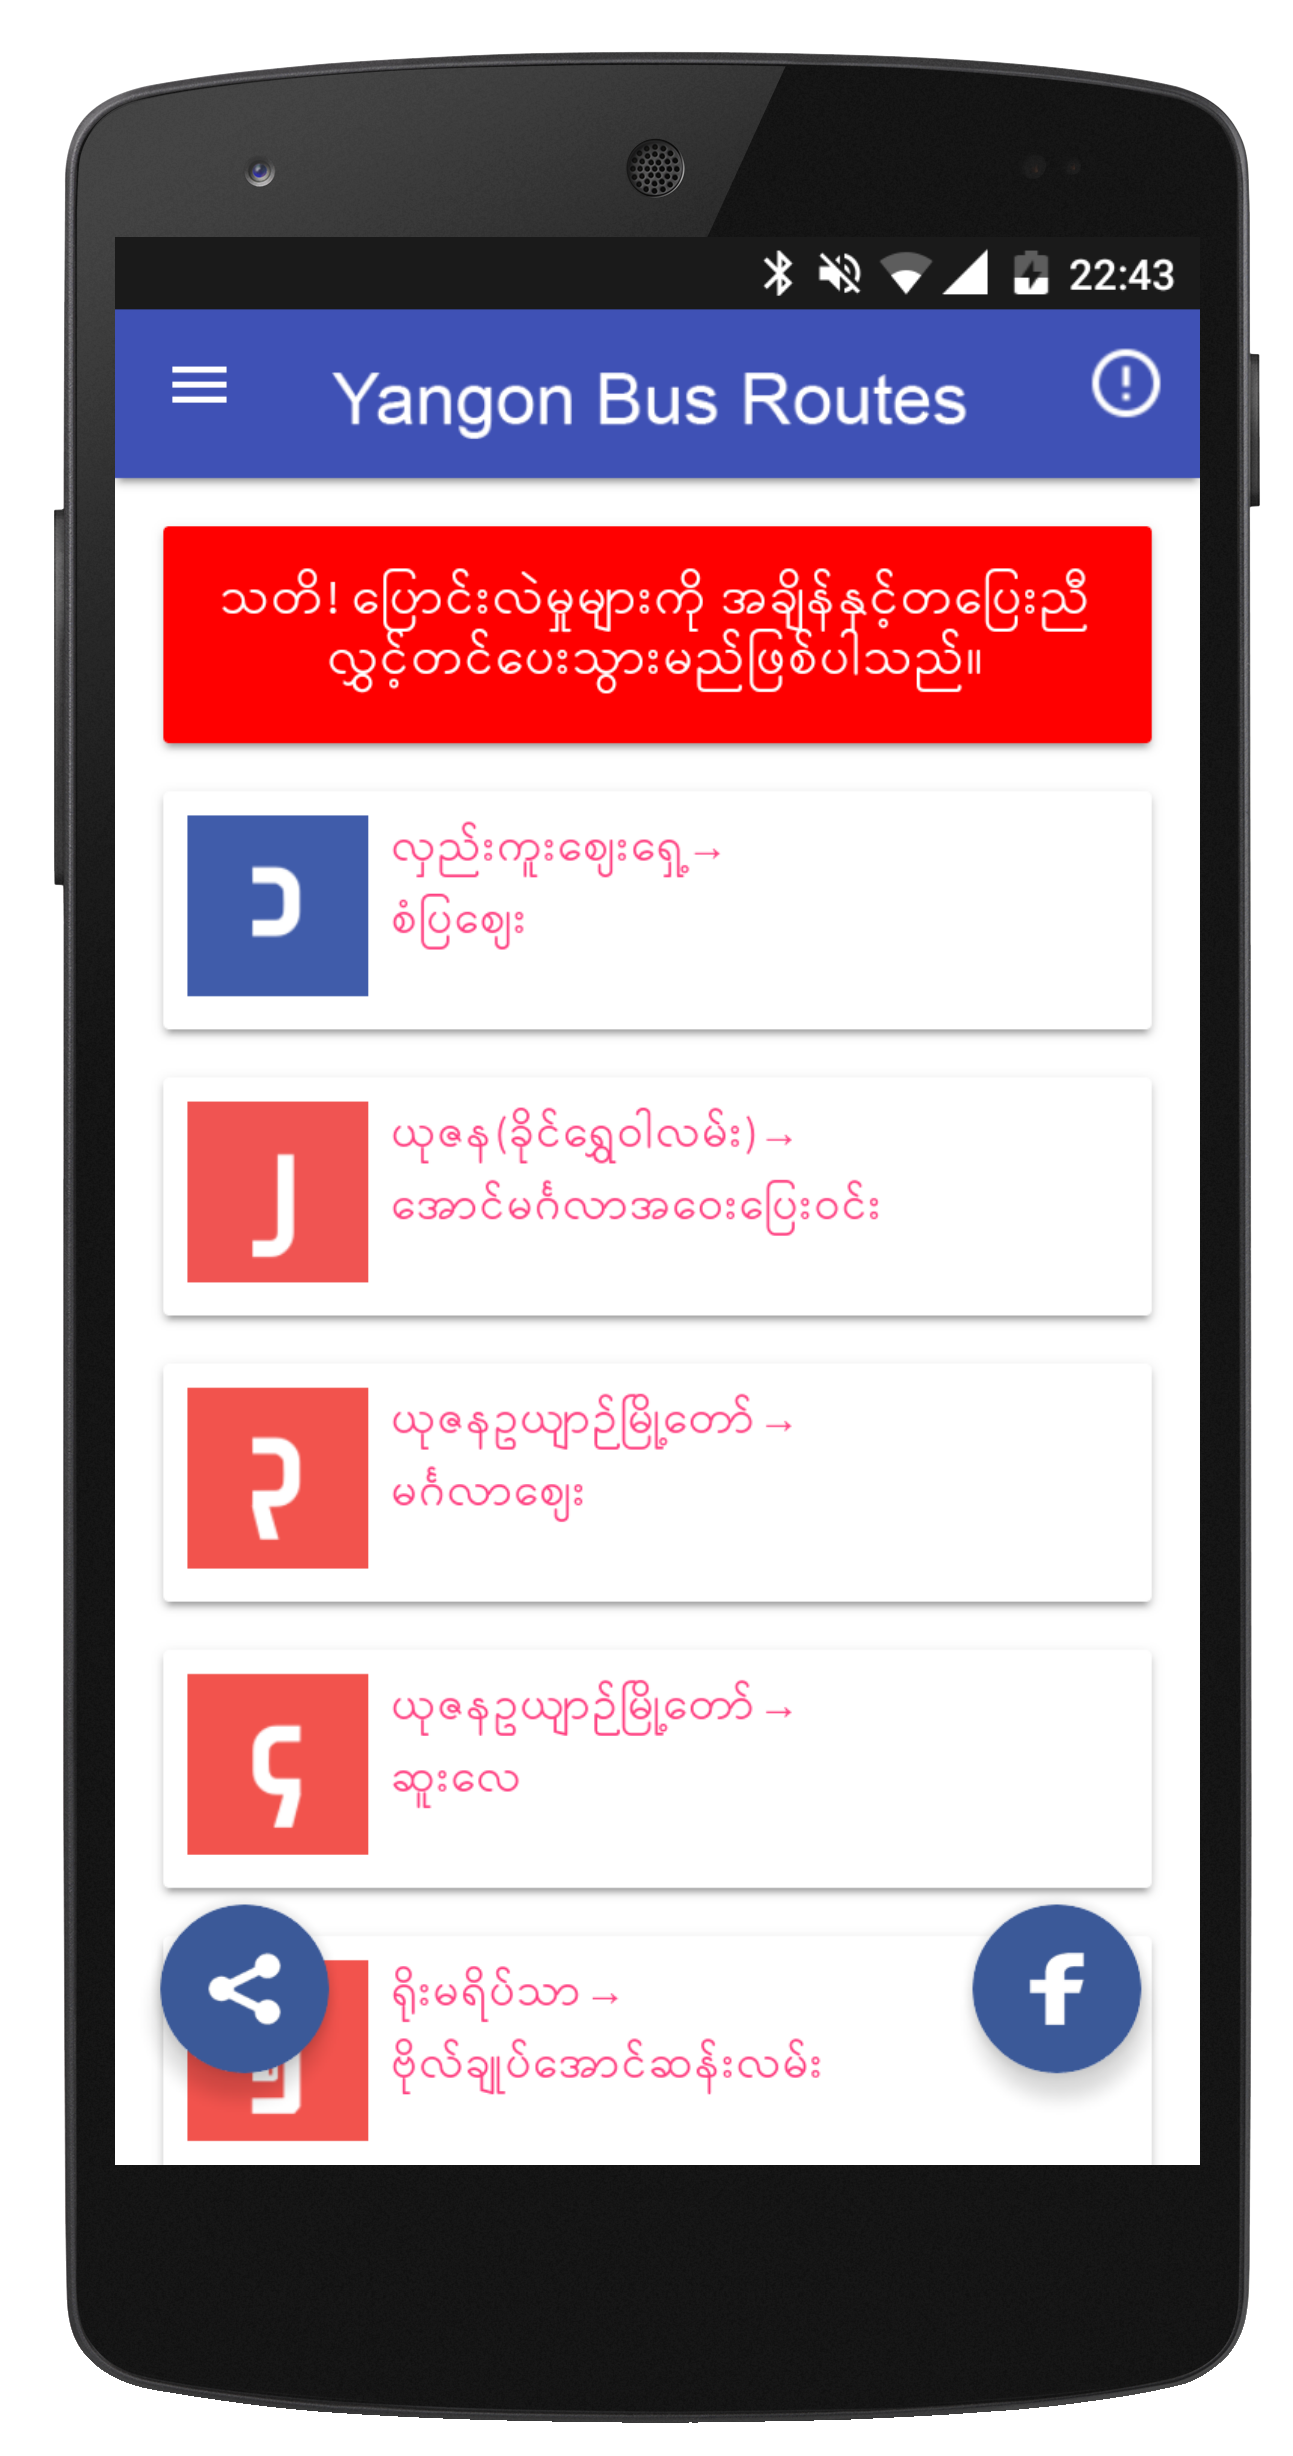 22:43
Yangon Bus Routes
သတိ! ပြောင်းလဲမှုများကို အချိန်နှင့်တပြေးညီ
လွှင့်တင်ပေးသွားမည်ဖြစ်ပါသည်။
၁
လှည်းကူးဈေးရှေ့→
စံပြဈေး
၂
ယုဇန(ခိုင်ရွှေဝါလမ်း)→
အောင်မင်္ဂလာအဝေးပြေးဝင်း
၃
ယုဇနဥယျာဉ်မြို့တော် →
မင်္ဂလာဈေး
၄
ယုဇနဥယျာဉ်မြို့တော် →
ဆူးလေ
ရိုးမရိပ်သာ →
ဗိုလ်ချုပ်အောင်ဆန်းလမ်း
f